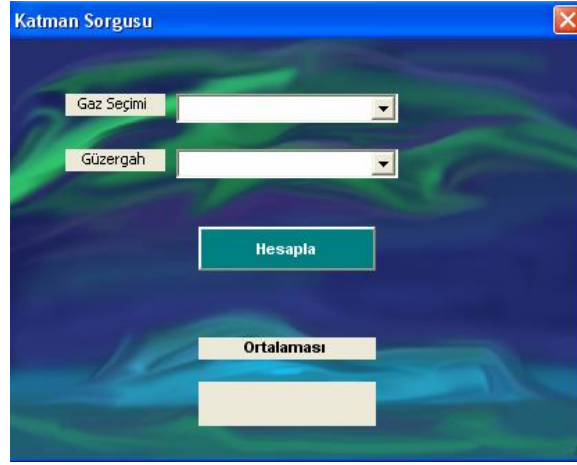 Katman Sorgusu
Gaz Seçimi
Güzergah
Hesapla
Ortalaması